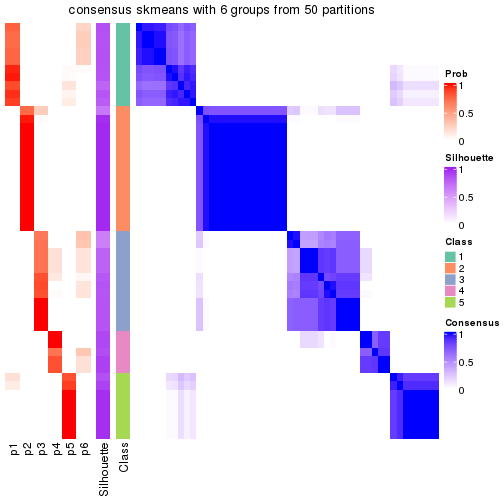 consensus skmeans with 6 groups from 50 partitions
Prob
1
0.5
0
Silhouette
1
0.5
0
Class
1
2
3
4
5
Consensus
1
0.5
0
p1
p2
p3
p4
p5
p6
Silhouette
Class